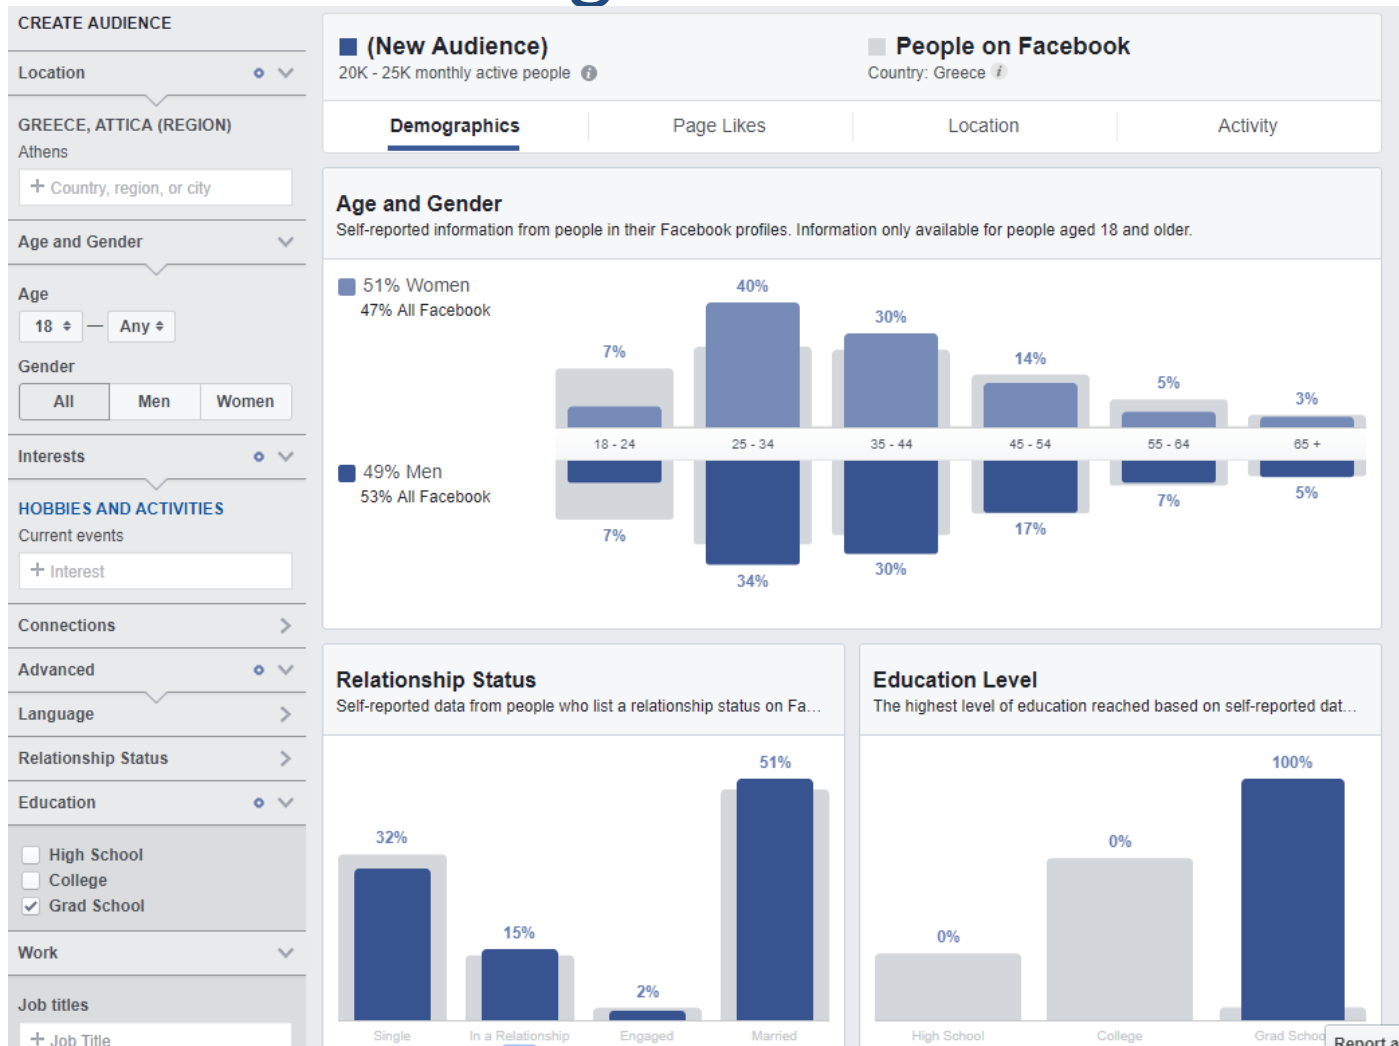 CREATE AUDIENCE
Location
GREECE, ATTICA (REGION)
Athens
+ Country, region, or city
Age and Gender
Age
18 — Any
Gender
All Men Women
Interests
HOBBIES AND ACTIVITIES
Current events
+ Interest
Connections
Advanced
Language
Relationship Status
Education
High School
College
Grad School
Work
Job titles
+ Job Title
(New Audience)
20K - 25K monthly active people
People on Facebook
Country: Greece
Demographics Page Likes Location Activity
Age and Gender
Self-reported information from people in their Facebook profiles. Information only available for people aged 18 and older.
51% Women
47% All Facebook
7% 40% 30% 14% 5% 3%
18 - 24 25 - 34 35 - 44 45 - 54 55 - 64 65 +
49% Men
53% All Facebook
7% 34% 30% 17% 7% 5%
Relationship Status
Self-reported data from people who list a relationship status on Fa...
32% 15% 2% 51%
Single In a Relationship Engaged Married
Education Level
The highest level of education reached based on self-reported dat...
0% 0% 100%
High School College Grad Schoo
Report a